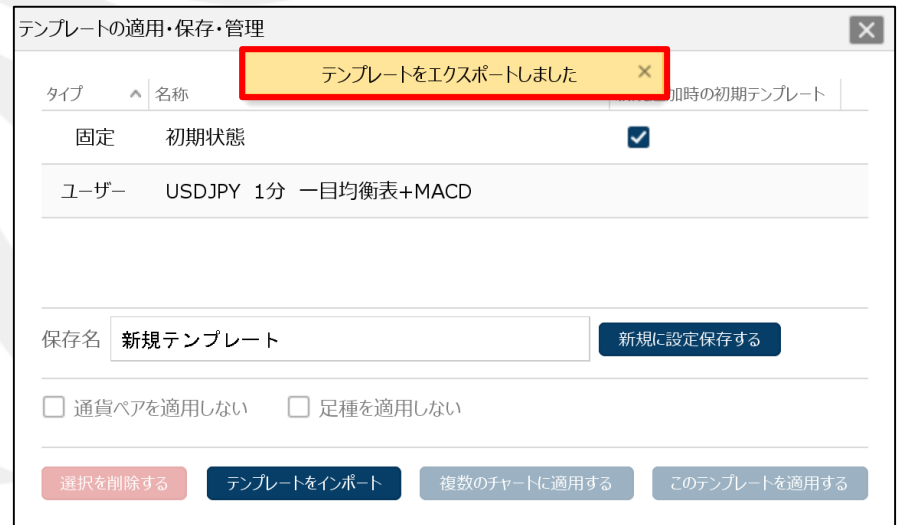 テンプレートの適用・保存・管理
テンプレートをエクスポートしました
タイプ 名称 加時の初期テンプレート
固定 初期状態
ユーザー USDJPY 1分 一目均衡表+MACD
保存名 新規テンプレート 新規に設定保存する
通貨ペアを適用しない 足種を適用しない
選択を削除する テンプレートをインポート 複数のチャートに適用する このテンプレートを適用する